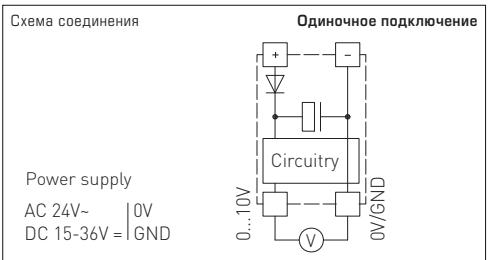 Схема соединения
Одиночное подключение
+ −
Circuitry
Power supply
AC 24V~ | 0V
DC 15-36V = | GND
0...10V
0V/GND
V